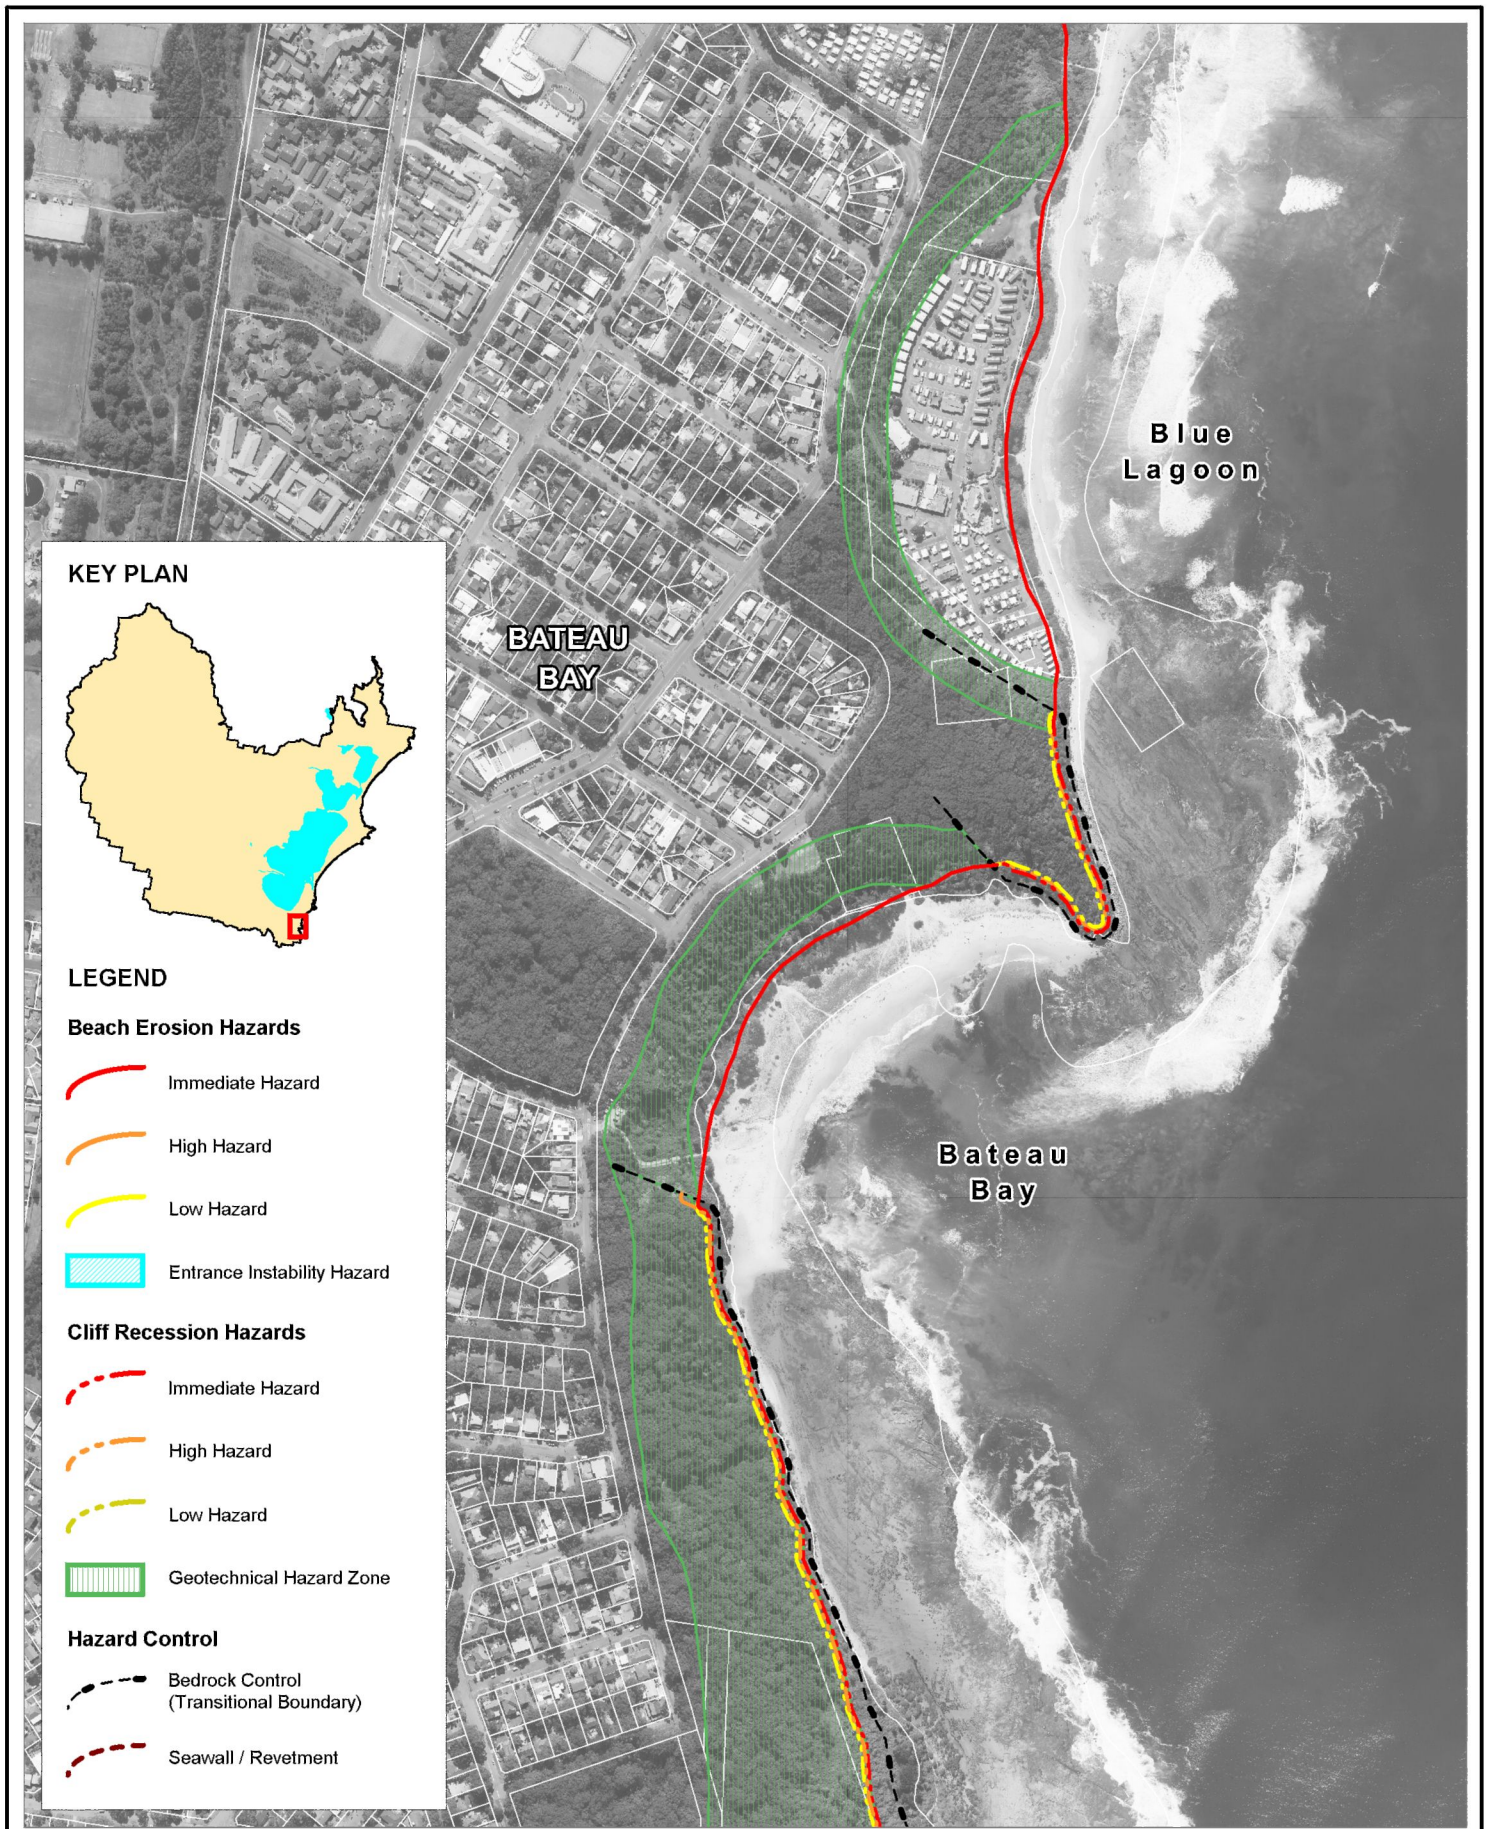 Blue
Lagoon
BATEAU
BAY
Bateau
Bay
KEY PLAN
LEGEND
Beach Erosion Hazards
Immediate Hazard
High Hazard
Low Hazard
Entrance Instability Hazard
Cliff Recession Hazards
Immediate Hazard
High Hazard
Low Hazard
Geotechnical Hazard Zone
Hazard Control
Bedrock Control
(Transitional Boundary)
Seawall / Revetment